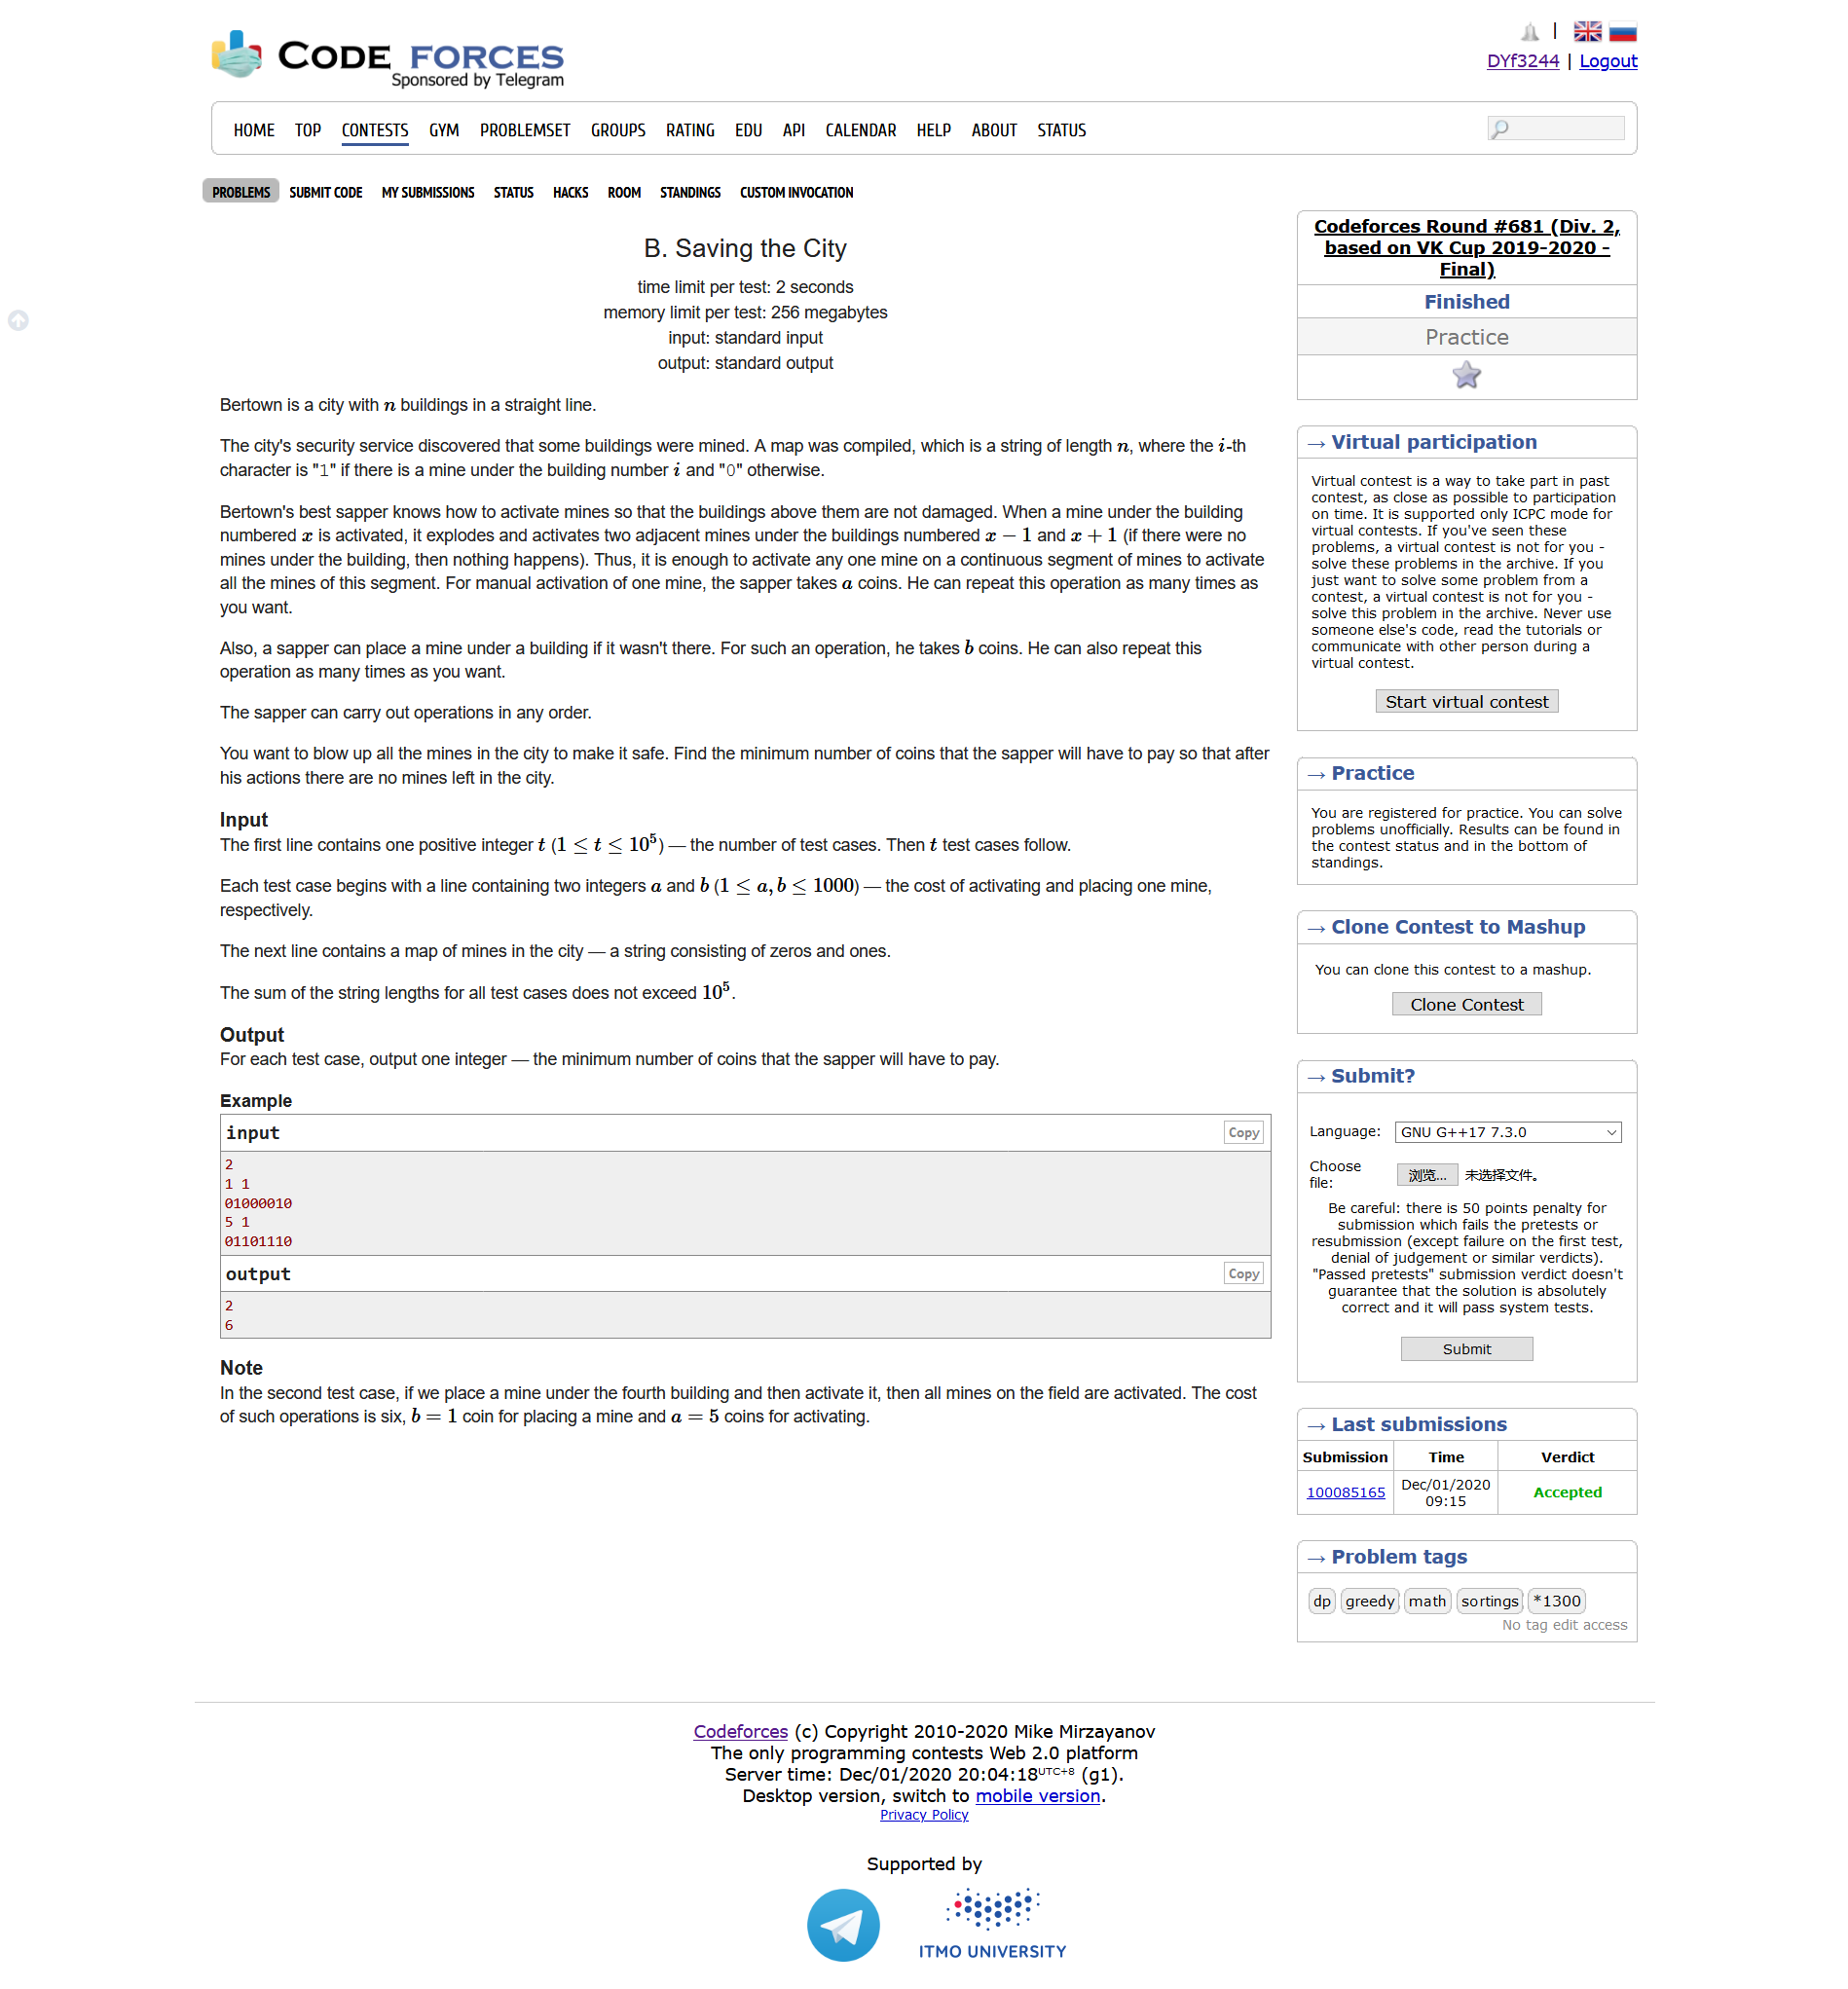 CODE FORCES
Sponsored by Telegram
|
DYf3244 | Logout
HOME TOP CONTESTS GYM PROBLEMSET GROUPS RATING EDU API CALENDAR HELP ABOUT STATUS
PROBLEMS SUBMIT CODE MY SUBMISSIONS STATUS HACKS ROOM STANDINGS CUSTOM INVOCATION
B. Saving the City
time limit per test: 2 seconds
memory limit per test: 256 megabytes
input: standard input
output: standard output
Bertown is a city with n buildings in a straight line.
The city's security service discovered that some buildings were mined. A map was compiled, which is a string of length n, where the i-th
character is "1" if there is a mine under the building number i and "0" otherwise.
Bertown's best sapper knows how to activate mines so that the buildings above them are not damaged. When a mine under the building
numbered x is activated, it explodes and activates two adjacent mines under the buildings numbered x − 1 and x + 1 (if there were no
mines under the building, then nothing happens). Thus, it is enough to activate any one mine on a continuous segment of mines to activate
all the mines of this segment. For manual activation of one mine, the sapper takes a coins. He can repeat this operation as many times as
you want.
Also, a sapper can place a mine under a building if it wasn't there. For such an operation, he takes b coins. He can also repeat this
operation as many times as you want.
The sapper can carry out operations in any order.
You want to blow up all the mines in the city to make it safe. Find the minimum number of coins that the sapper will have to pay so that after
his actions there are no mines left in the city.
Input
The first line contains one positive integer t (1 ≤ t ≤ 10⁵) — the number of test cases. Then t test cases follow.
Each test case begins with a line containing two integers a and b (1 ≤ a, b ≤ 1000) — the cost of activating and placing one mine,
respectively.
The next line contains a map of mines in the city — a string consisting of zeros and ones.
The sum of the string lengths for all test cases does not exceed 10⁵.
Output
For each test case, output one integer — the minimum number of coins that the sapper will have to pay.
Example
input Copy
2
1 1
01000010
5 1
01101110
output Copy
2
6
Note
In the second test case, if we place a mine under the fourth building and then activate it, then all mines on the field are activated. The cost
of such operations is six, b = 1 coin for placing a mine and a = 5 coins for activating.
Codeforces Round #681 (Div. 2,
based on VK Cup 2019-2020 -
Final)
Finished
Practice
→ Virtual participation
Virtual contest is a way to take part in past
contest, as close as possible to participation
on time. It is supported only ICPC mode for
virtual contests. If you've seen these
problems, a virtual contest is not for you -
solve these problems in the archive. If you
just want to solve some problem from a
contest, a virtual contest is not for you -
solve this problem in the archive. Never use
someone else's code, read the tutorials or
communicate with other person during a
virtual contest.
Start virtual contest
→ Practice
You are registered for practice. You can solve
problems unofficially. Results can be found in
the contest status and in the bottom of
standings.
→ Clone Contest to Mashup
You can clone this contest to a mashup.
Clone Contest
→ Submit?
Language: GNU G++17 7.3.0
Choose
file: 浏览... 未选择文件。
Be careful: there is 50 points penalty for
submission which fails the pretests or
resubmission (except failure on the first test,
denial of judgement or similar verdicts).
"Passed pretests" submission verdict doesn't
guarantee that the solution is absolutely
correct and it will pass system tests.
Submit
→ Last submissions
Submission Time Verdict
100085165 Dec/01/2020 Accepted
09:15
→ Problem tags
dp greedy math sortings *1300
No tag edit access
Codeforces (c) Copyright 2010-2020 Mike Mirzayanov
The only programming contests Web 2.0 platform
Server time: Dec/01/2020 20:04:18UTC+8 (g1).
Desktop version, switch to mobile version.
Privacy Policy
Supported by
ITMO UNIVERSITY